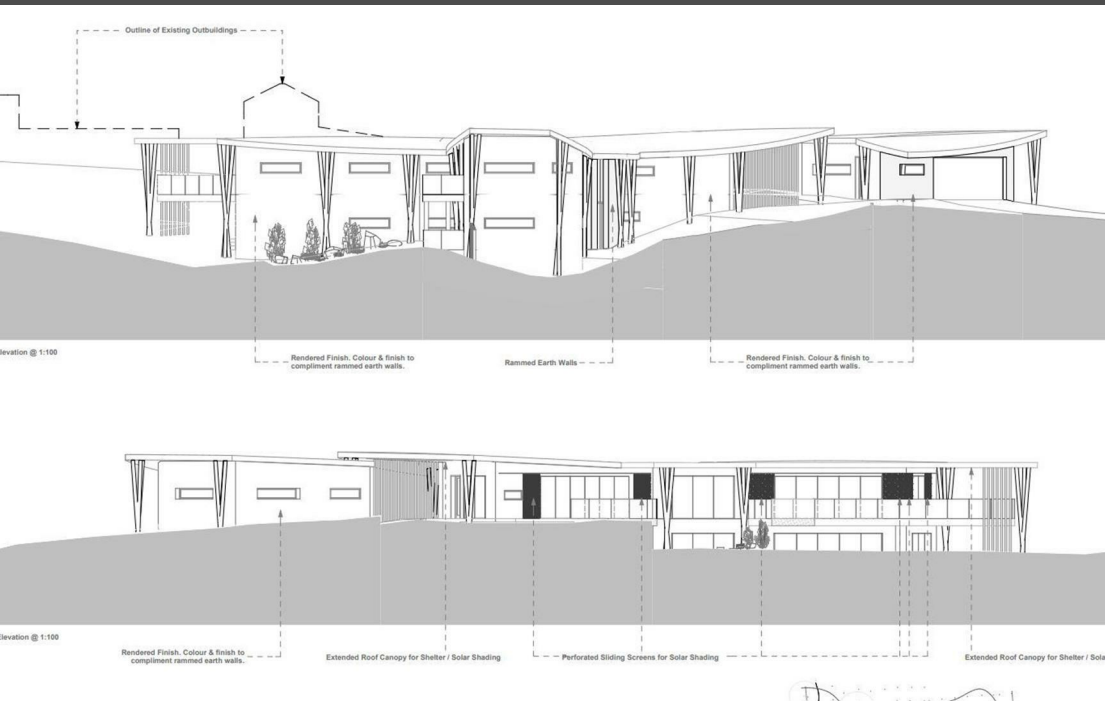 Outline of Existing Outbuildings
levation @ 1:100
Rendered Finish. Colour & finish to
compliment rammed earth walls.
Rammed Earth Walls
Rendered Finish. Colour & finish to
compliment rammed earth walls.
Elevation @ 1:100
Rendered Finish. Colour & finish to
compliment rammed earth walls.
Extended Roof Canopy for Shelter / Solar Shading
Perforated Sliding Screens for Solar Shading
Extended Roof Canopy for Shelter / Sola